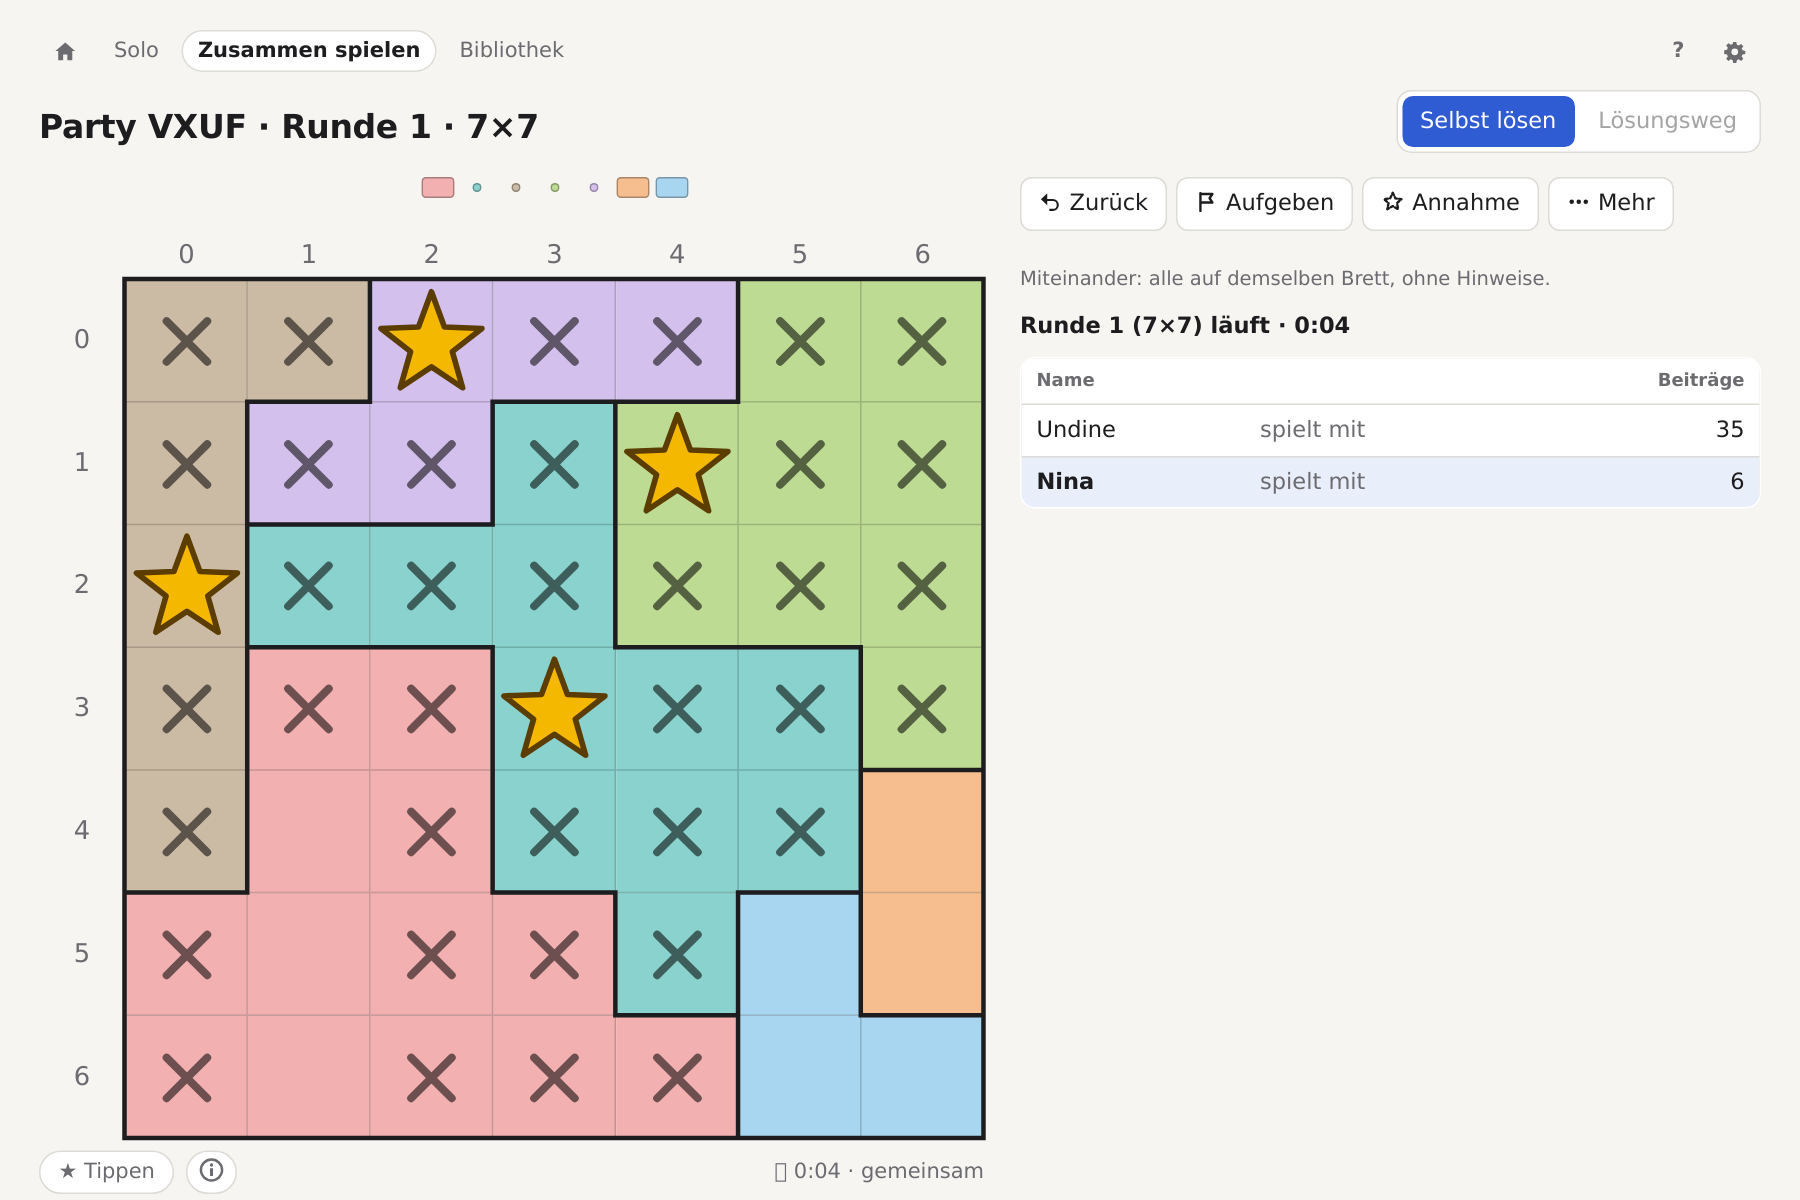 Solo Zusammen spielen Bibliothek ?
Party VXUF · Runde 1 · 7×7
Selbst lösen Lösungsweg
Zurück Aufgeben Annahme ··· Mehr
0 1 2 3 4 5 6
0
1
2
3
4
5
6
Miteinander: alle auf demselben Brett, ohne Hinweise.
Runde 1 (7×7) läuft · 0:04
Name Beiträge
Undine spielt mit 35
Nina spielt mit 6
★ Tippen
0:04 · gemeinsam